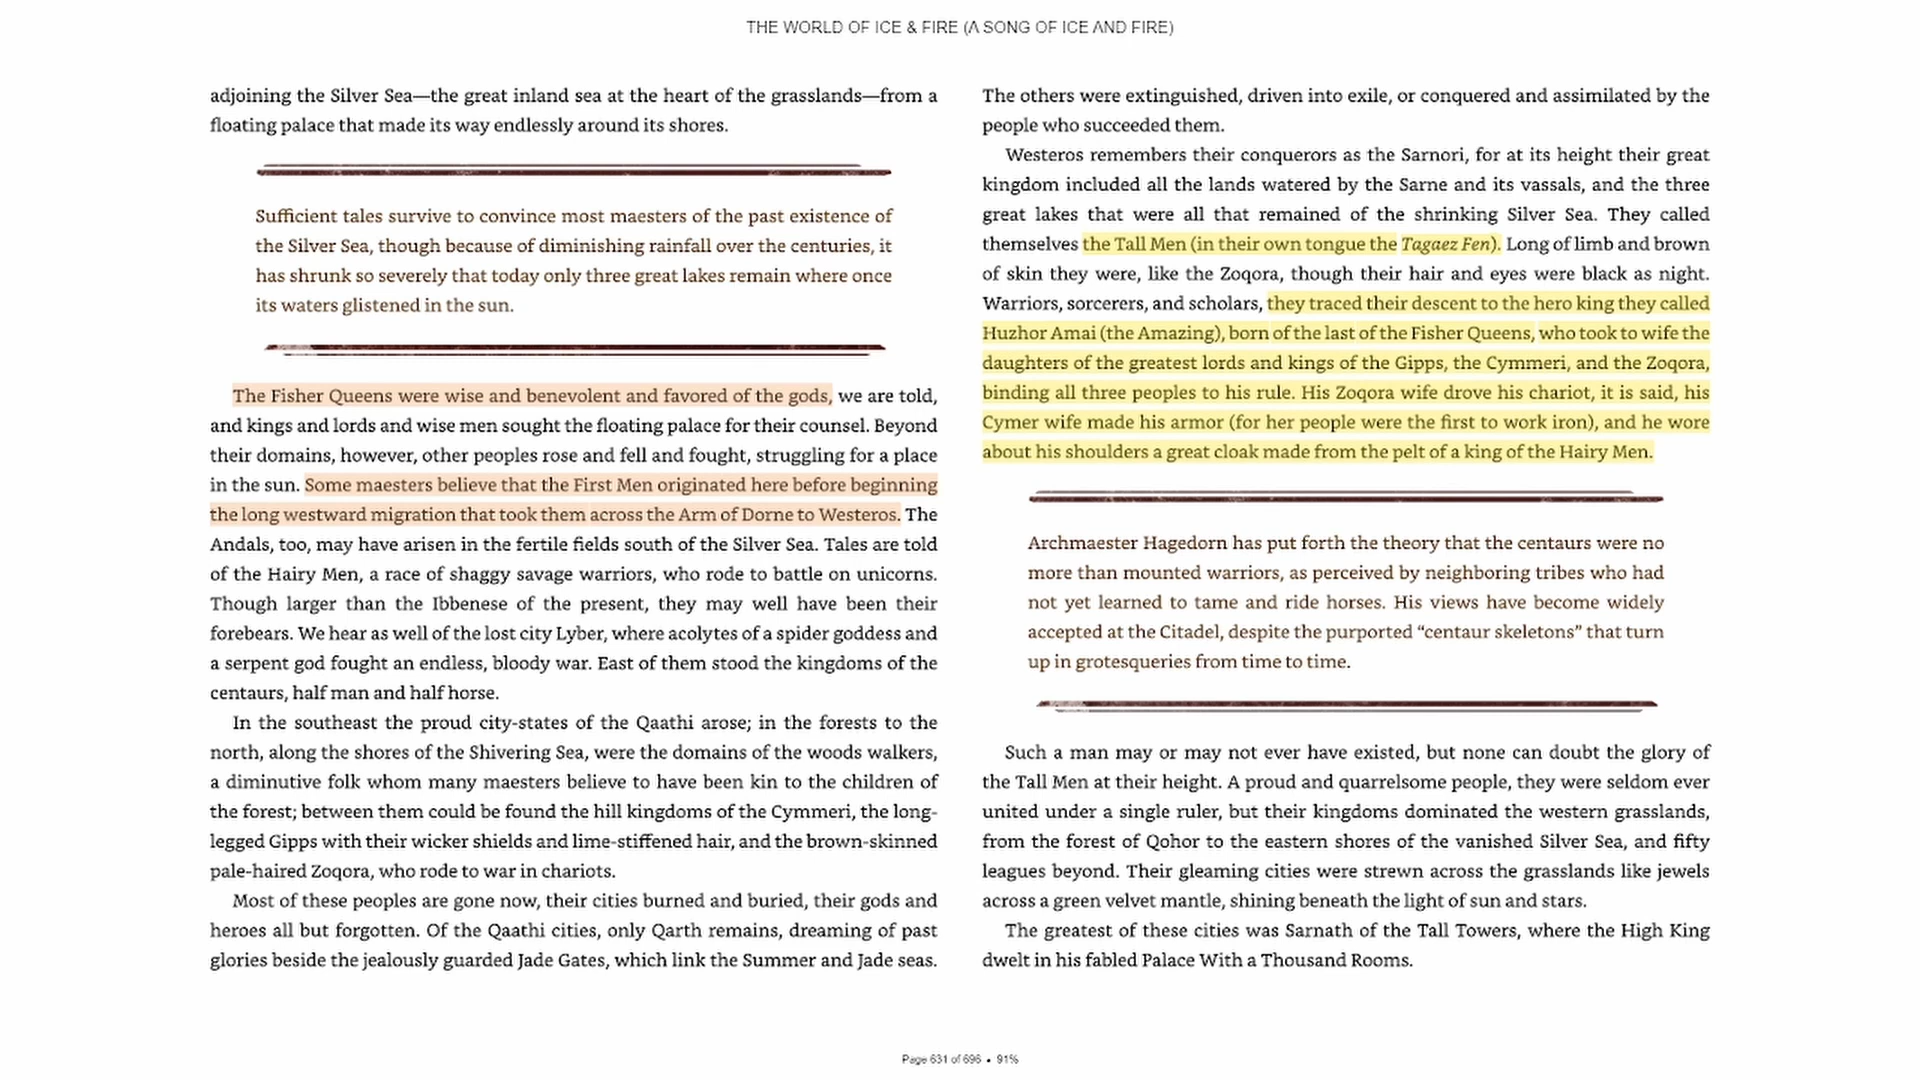 THE WORLD OF ICE & FIRE (A SONG OF ICE AND FIRE)
adjoining the Silver Sea—the great inland sea at the heart of the grasslands—from a
floating palace that made its way endlessly around its shores.
Sufficient tales survive to convince most maesters of the past existence of
the Silver Sea, though because of diminishing rainfall over the centuries, it
has shrunk so severely that today only three great lakes remain where once
its waters glistened in the sun.
The Fisher Queens were wise and benevolent and favored of the gods, we are told,
and kings and lords and wise men sought the floating palace for their counsel. Beyond
their domains, however, other peoples rose and fell and fought, struggling for a place
in the sun. Some maesters believe that the First Men originated here before beginning
the long westward migration that took them across the Arm of Dorne to Westeros. The
Andals, too, may have arisen in the fertile fields south of the Silver Sea. Tales are told
of the Hairy Men, a race of shaggy savage warriors, who rode to battle on unicorns.
Though larger than the Ibbenese of the present, they may well have been their
forebears. We hear as well of the lost city Lyber, where acolytes of a spider goddess and
a serpent god fought an endless, bloody war. East of them stood the kingdoms of the
centaurs, half man and half horse.
In the southeast the proud city-states of the Qaathi arose; in the forests to the
north, along the shores of the Shivering Sea, were the domains of the woods walkers,
a diminutive folk whom many maesters believe to have been kin to the children of
the forest; between them could be found the hill kingdoms of the Cymmeri, the long-
legged Gipps with their wicker shields and lime-stiffened hair, and the brown-skinned
pale-haired Zoqora, who rode to war in chariots.
Most of these peoples are gone now, their cities burned and buried, their gods and
heroes all but forgotten. Of the Qaathi cities, only Qarth remains, dreaming of past
glories beside the jealously guarded Jade Gates, which link the Summer and Jade seas.
The others were extinguished, driven into exile, or conquered and assimilated by the
people who succeeded them.
Westeros remembers their conquerors as the Sarnori, for at its height their great
kingdom included all the lands watered by the Sarne and its vassals, and the three
great lakes that were all that remained of the shrinking Silver Sea. They called
themselves the Tall Men (in their own tongue the Tagaez Fen). Long of limb and brown
of skin they were, like the Zoqora, though their hair and eyes were black as night.
Warriors, sorcerers, and scholars, they traced their descent to the hero king they called
Huzhor Amai (the Amazing), born of the last of the Fisher Queens, who took to wife the
daughters of the greatest lords and kings of the Gipps, the Cymmeri, and the Zoqora,
binding all three peoples to his rule. His Zoqora wife drove his chariot, it is said, his
Cymer wife made his armor (for her people were the first to work iron), and he wore
about his shoulders a great cloak made from the pelt of a king of the Hairy Men.
Archmaester Hagedorn has put forth the theory that the centaurs were no
more than mounted warriors, as perceived by neighboring tribes who had
not yet learned to tame and ride horses. His views have become widely
accepted at the Citadel, despite the purported “centaur skeletons” that turn
up in grotesqueries from time to time.
Such a man may or may not ever have existed, but none can doubt the glory of
the Tall Men at their height. A proud and quarrelsome people, they were seldom ever
united under a single ruler, but their kingdoms dominated the western grasslands,
from the forest of Qohor to the eastern shores of the vanished Silver Sea, and fifty
leagues beyond. Their gleaming cities were strewn across the grasslands like jewels
across a green velvet mantle, shining beneath the light of sun and stars.
The greatest of these cities was Sarnath of the Tall Towers, where the High King
dwelt in his fabled Palace With a Thousand Rooms.
Page 631 of 696 • 91%